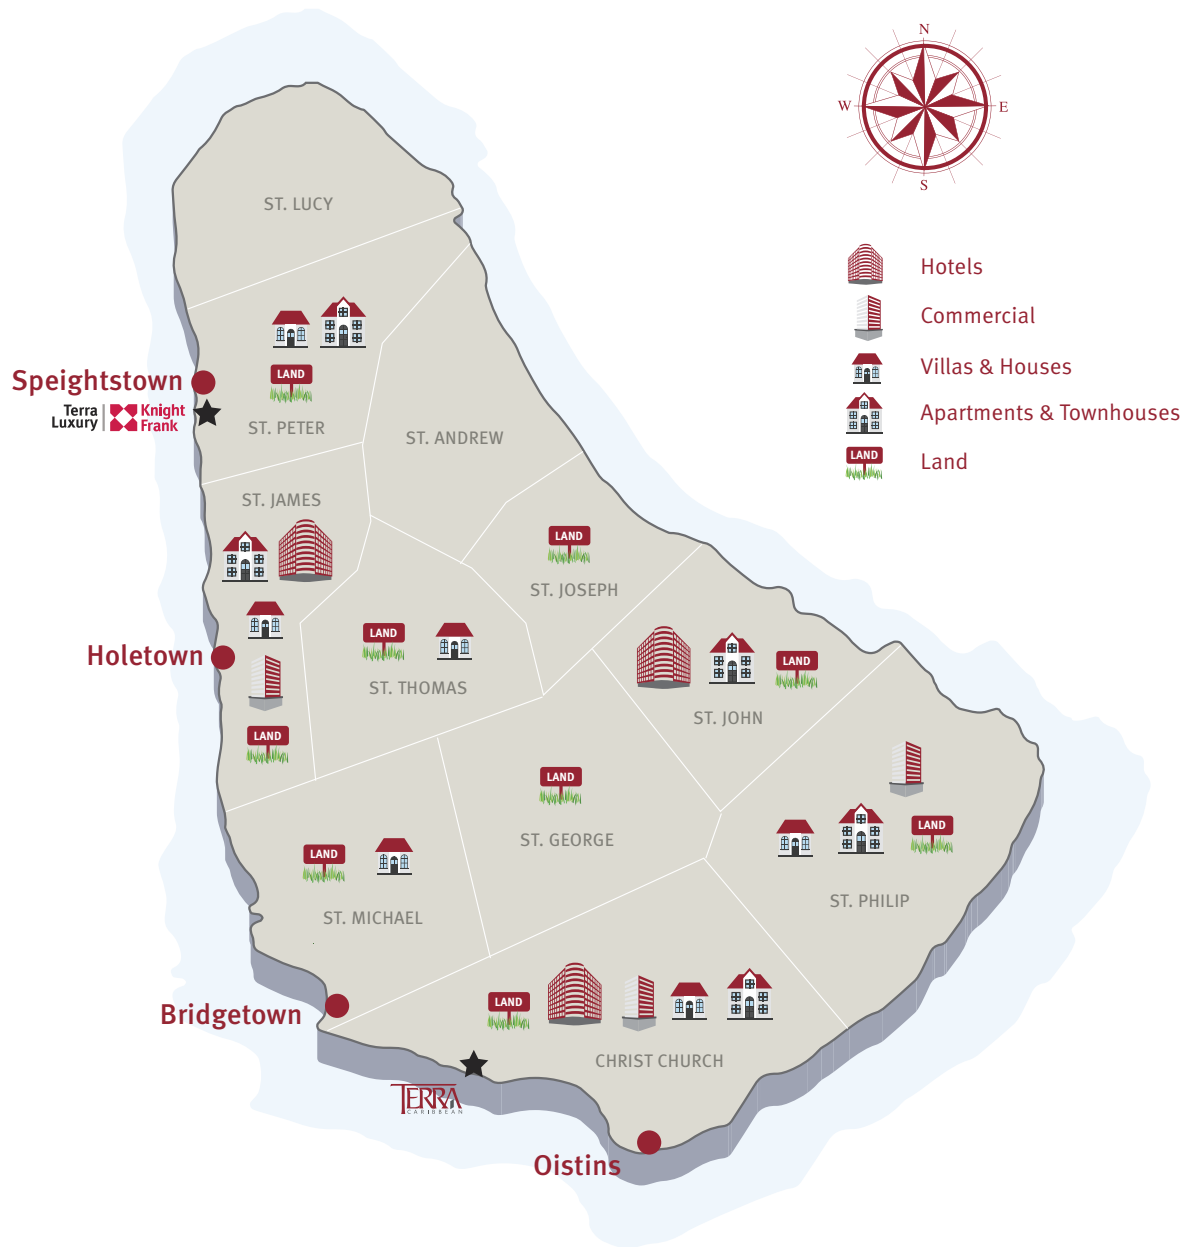 N
W
E
S
Hotels
Commercial
Villas & Houses
Apartments & Townhouses
LAND
Land
ST. LUCY
Speightstown
Terra
Luxury
Knight
Frank
LAND
ST. PETER
ST. ANDREW
ST. JAMES
LAND
ST. JOSEPH
Holetown
LAND
ST. THOMAS
LAND
ST. JOHN
LAND
LAND
ST. GEORGE
LAND
ST. PHILIP
LAND
ST. MICHAEL
Bridgetown
LAND
CHRIST CHURCH
TERRA
CARIBBEAN
Oistins